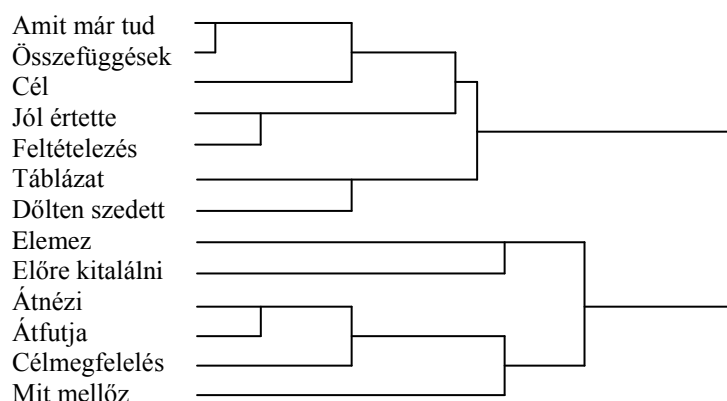 Amit már tud
Összefüggések
Cél
Jól értette
Feltételezés
Táblázat
Dőlten szedett
Elemez
Előre kitalálni
Átnézi
Átfutja
Célmegfelelés
Mit mellőz